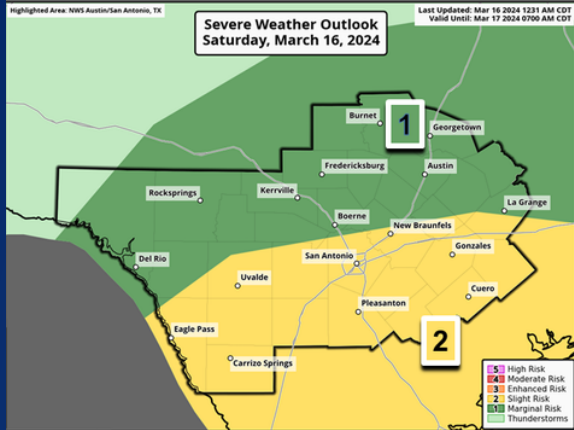 Highlighted Area: NWS Austin/San Antonio, TX
Severe Weather Outlook
Saturday, March 16, 2024
Last Updated: Mar 16 2024 1231 AM CDT
Valid Until: Mar 17 2024 0700 AM CDT
Burnet
1
Georgetown
Fredericksburg
Austin
Rocksprings
Kerrville
La Grange
Boerne
New Braunfels
Gonzales
San Antonio
Del Rio
Uvalde
Cuero
Pleasanton
Eagle Pass
2
Carrizo Springs
5 High Risk
4 Moderate Risk
3 Enhanced Risk
2 Slight Risk
1 Marginal Risk
Thunderstorms